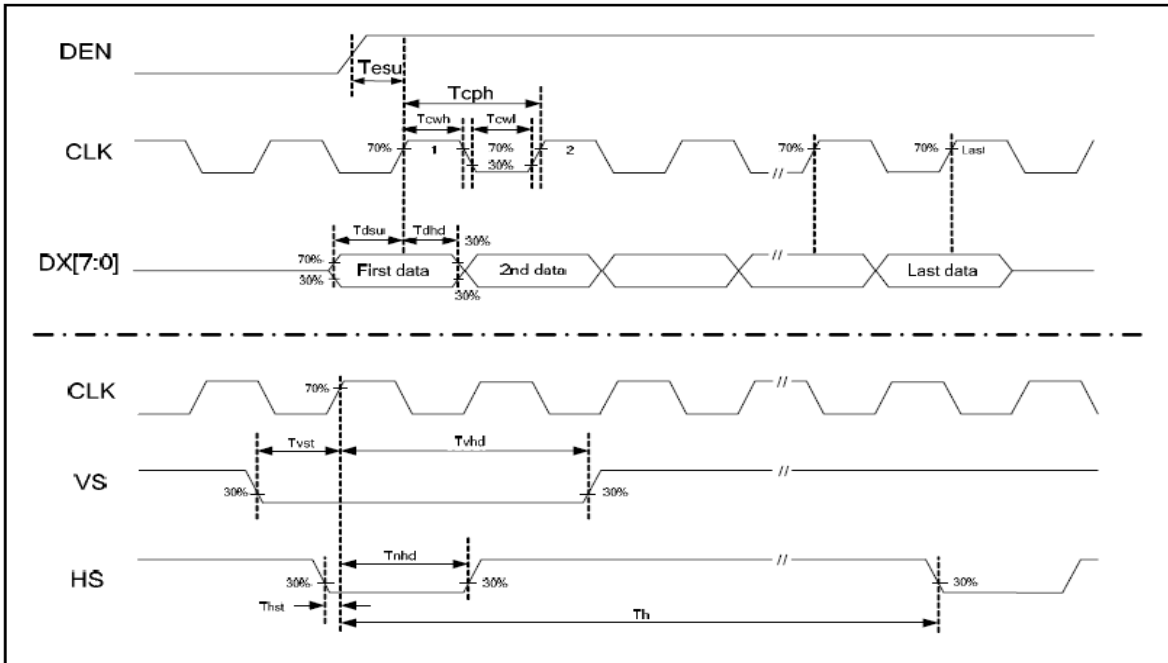 DEN
Tesu
Tcph
Tcwh
Tcwl
CLK
70%
1
70%
30%
70%
2
70%
70%
Last
//
Tdsu
Tdhd
30%
DX[7:0]
70%
30%
First data
30%
2nd data
//
Last data
CLK
70%
//
Tvst
Tvhd
VS
30%
30%
//
Tnhd
HS
30%
30%
//
30%
Thst
Th